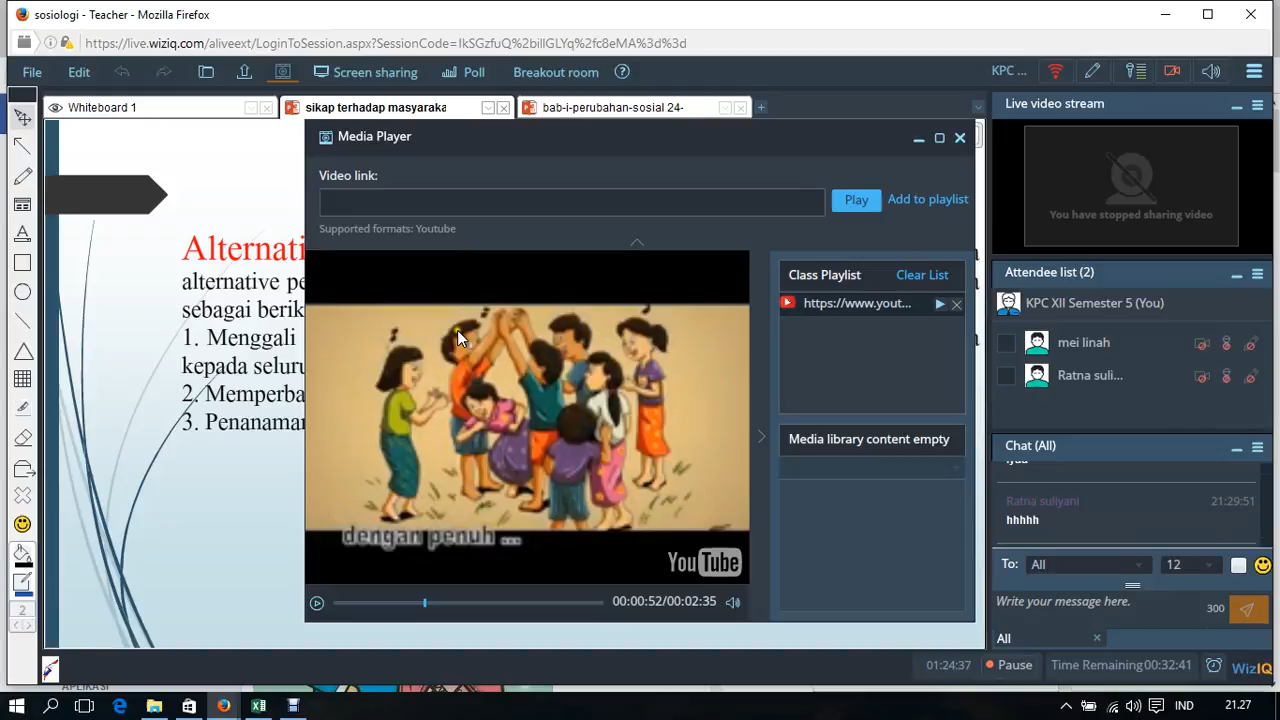 sosiologi - Teacher - Mozilla Firefox
https://live.wiziq.com/aliveext/LoginToSession.aspx?SessionCode=IkSGzfuQ%2billGLYq%2fc8eMA%3d%3d
File Edit Screen sharing Poll Breakout room KPC ...
Whiteboard 1 sikap terhadap masyaraka bab-i-perubahan-sosial 24-
Live video stream
Media Player
Video link:
Play Add to playlist
Supported formats: Youtube
You have stopped sharing video
Alternati
alternative pe
sebagai berik
1. Menggali
kepada seluru
2. Memperba
3. Penanaman
Class Playlist Clear List
https://www.yout...
Media library content empty
dengan penuh ...
YouTube
00:00:52/00:02:35
Attendee list (2)
KPC XII Semester 5 (You)
mei linah
Ratna suli...
Chat (All)
Ratna suliyani 21:29:51
hhhhh
To: All 12
Write your message here. 300
All
2
01:24:37 Pause Time Remaining00:32:41 WizIQ
APLIKASI
IND 21.27